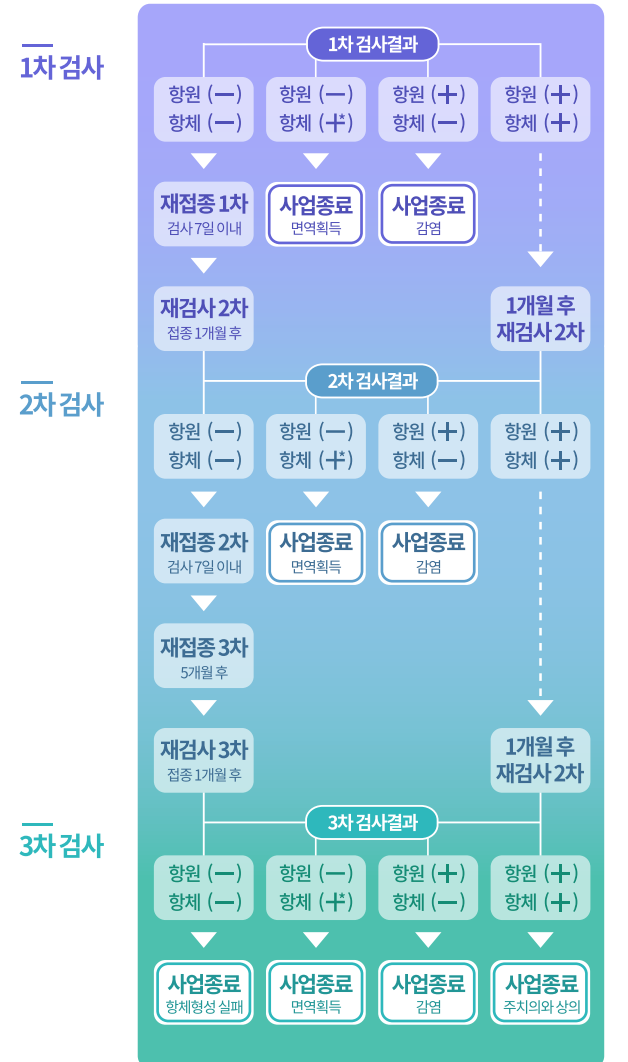 1차 검사
1차 검사결과
항원 (−)
항체 (−)
항원 (−)
항체 (+*)
항원 (+)
항체 (−)
항원 (+)
항체 (+)
재접종 1차
검사 7일 이내
사업종료
면역획득
사업종료
감염
재검사 2차
접종 1개월 후
1개월 후
재검사 2차
2차 검사
2차 검사결과
항원 (−)
항체 (−)
항원 (−)
항체 (+*)
항원 (+)
항체 (−)
항원 (+)
항체 (+)
재접종 2차
검사 7일 이내
사업종료
면역획득
사업종료
감염
재접종 3차
5개월 후
재검사 3차
접종 1개월 후
1개월 후
재검사 2차
3차 검사
3차 검사결과
항원 (−)
항체 (−)
항원 (−)
항체 (+*)
항원 (+)
항체 (−)
항원 (+)
항체 (+)
사업종료
항체형성 실패
사업종료
면역획득
사업종료
감염
사업종료
주치의와 상의